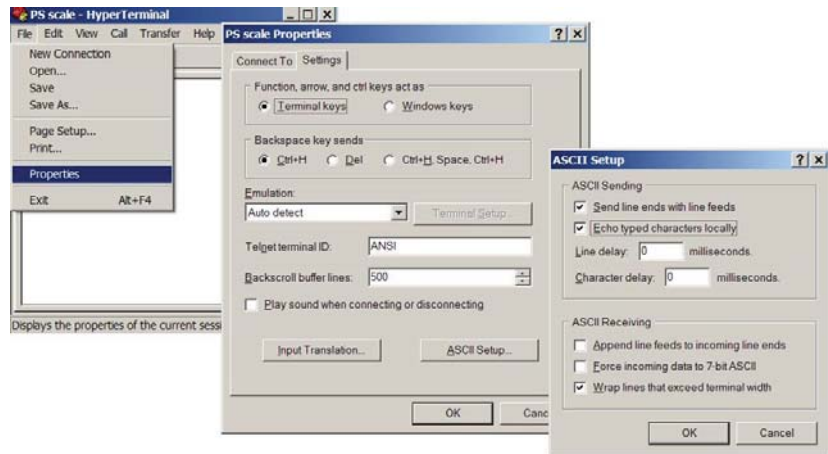 PS scale - HyperTerminal
File Edit View Call Transfer Help
New Connection
Open...
Save
Save As...
Page Setup...
Print...
Properties
Exit Alt+F4
Displays the properties of the current sessi
PS scale Properties
Connect To Settings
Function, arrow, and ctrl keys act as
Terminal keys Windows keys
Backspace key sends
Ctrl+H Del Ctrl+H, Space, Ctrl+H
Emulation:
Auto detect Terminal Setup...
Telnet terminal ID: ANSI
Backscroll buffer lines: 500
Play sound when connecting or disconnecting
Input Translation... ASCII Setup...
OK Canc
ASCII Setup
ASCII Sending
Send line ends with line feeds
Echo typed characters locally
Line delay: 0 milliseconds.
Character delay: 0 milliseconds.
ASCII Receiving
Append line feeds to incoming line ends
Force incoming data to 7-bit ASCII
Wrap lines that exceed terminal width
OK Cancel